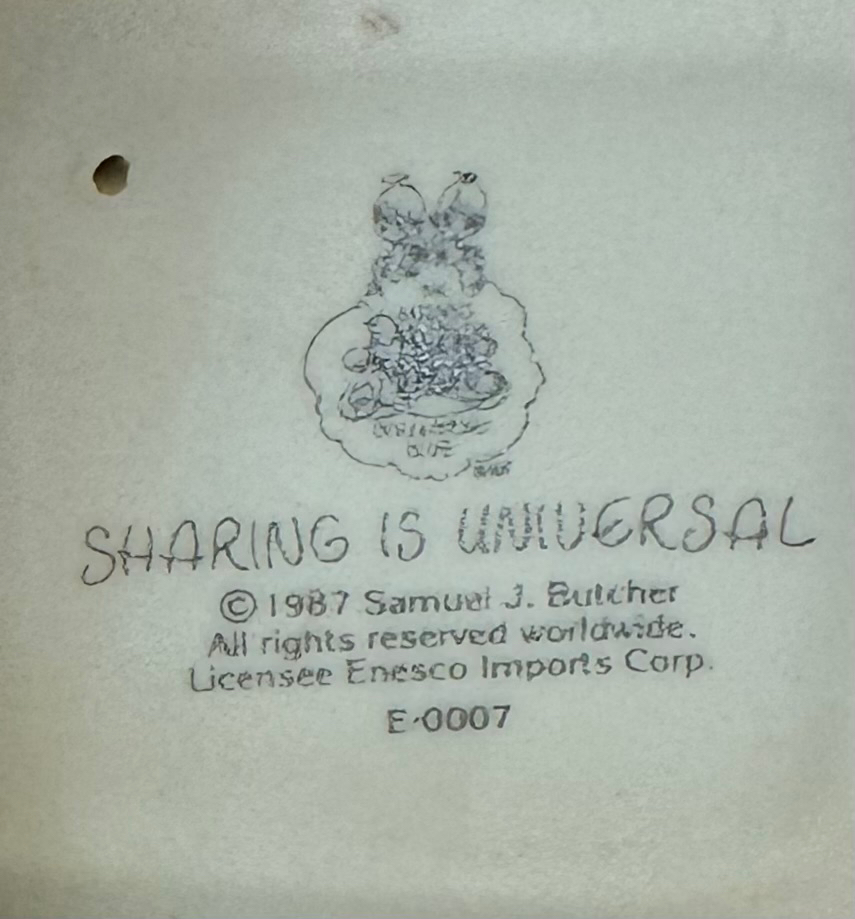 SHARING IS UNIVERSAL
© 1987 Samuel J. Butcher
All rights reserved worldwide.
Licensee Enesco Imports Corp.
E-0007